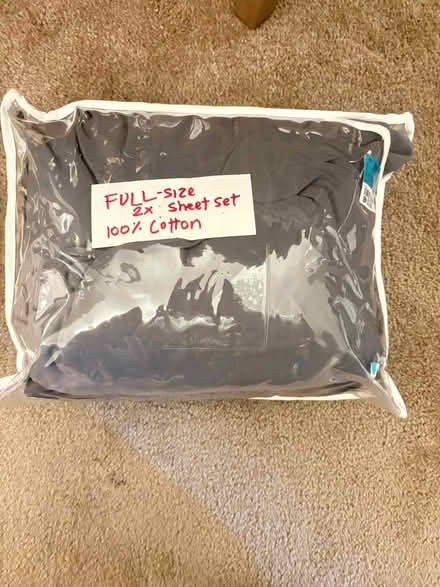 FULL-SIZE
2x Sheet Set
100% Cotton